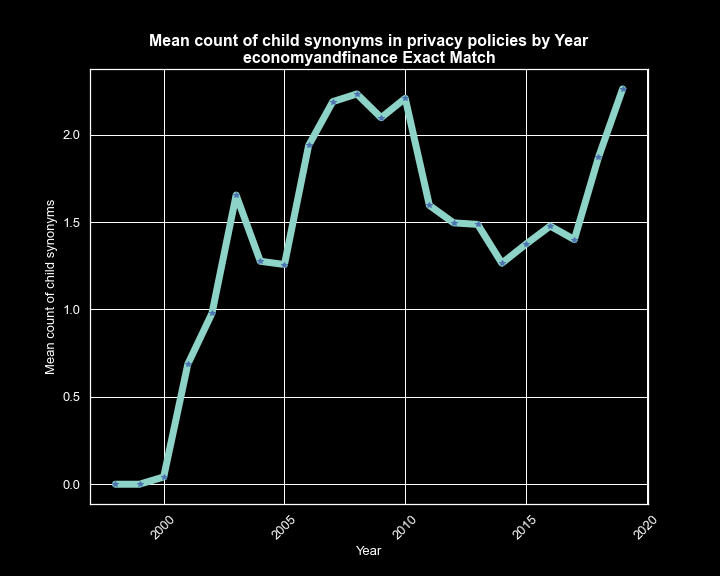 Mean count of child synonyms in privacy policies by Year
economyandfinance Exact Match
Mean count of child synonyms
2.0
1.5
1.0
0.5
0.0
2000
2005
2010
2015
2020
Year